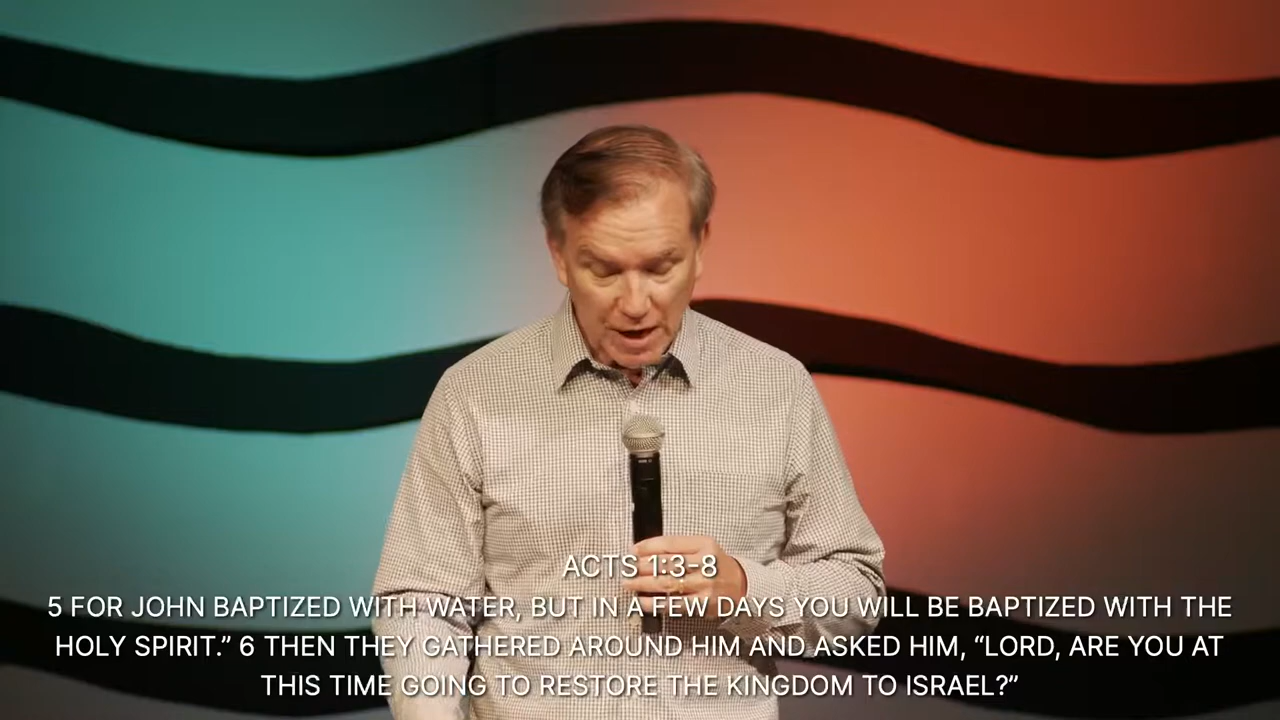 ACTS 1:3-8
5 FOR JOHN BAPTIZED WITH WATER, BUT IN A FEW DAYS YOU WILL BE BAPTIZED WITH THE
HOLY SPIRIT.” 6 THEN THEY GATHERED AROUND HIM AND ASKED HIM, “LORD, ARE YOU AT
THIS TIME GOING TO RESTORE THE KINGDOM TO ISRAEL?”